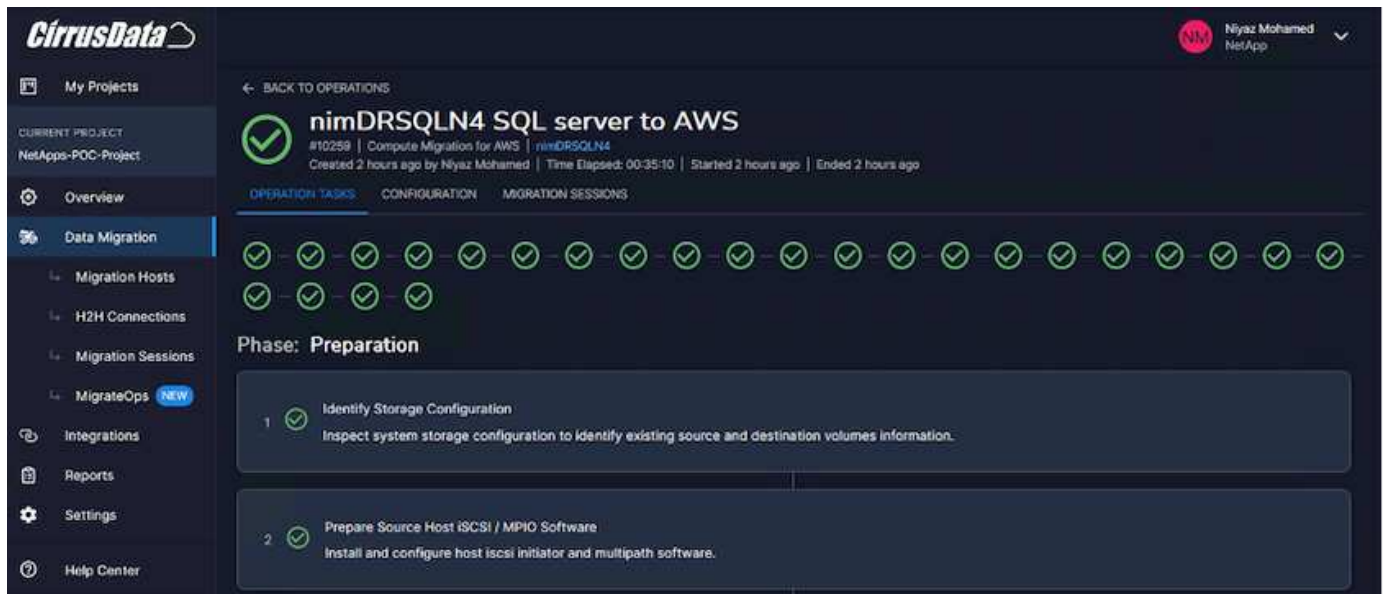 CirrusData
NM
Niyaz Mohamed
NetApp
My Projects
CURRENT PROJECT
NetApps-POC-Project
Overview
Data Migration
Migration Hosts
H2H Connections
Migration Sessions
MigrateOps NEW
Integrations
Reports
Settings
Help Center
← BACK TO OPERATIONS
nimDRSQLN4 SQL server to AWS
#10259 | Compute Migration for AWS | nimDRSQLN4
Created 2 hours ago by Niyaz Mohamed | Time Elapsed: 00:35:10 | Started 2 hours ago | Ended 2 hours ago
OPERATION TASKS CONFIGURATION MIGRATION SESSIONS
Phase: Preparation
1 Identify Storage Configuration
Inspect system storage configuration to identify existing source and destination volumes information.
2 Prepare Source Host iSCSI / MPIO Software
Install and configure host iscsi initiator and multipath software.